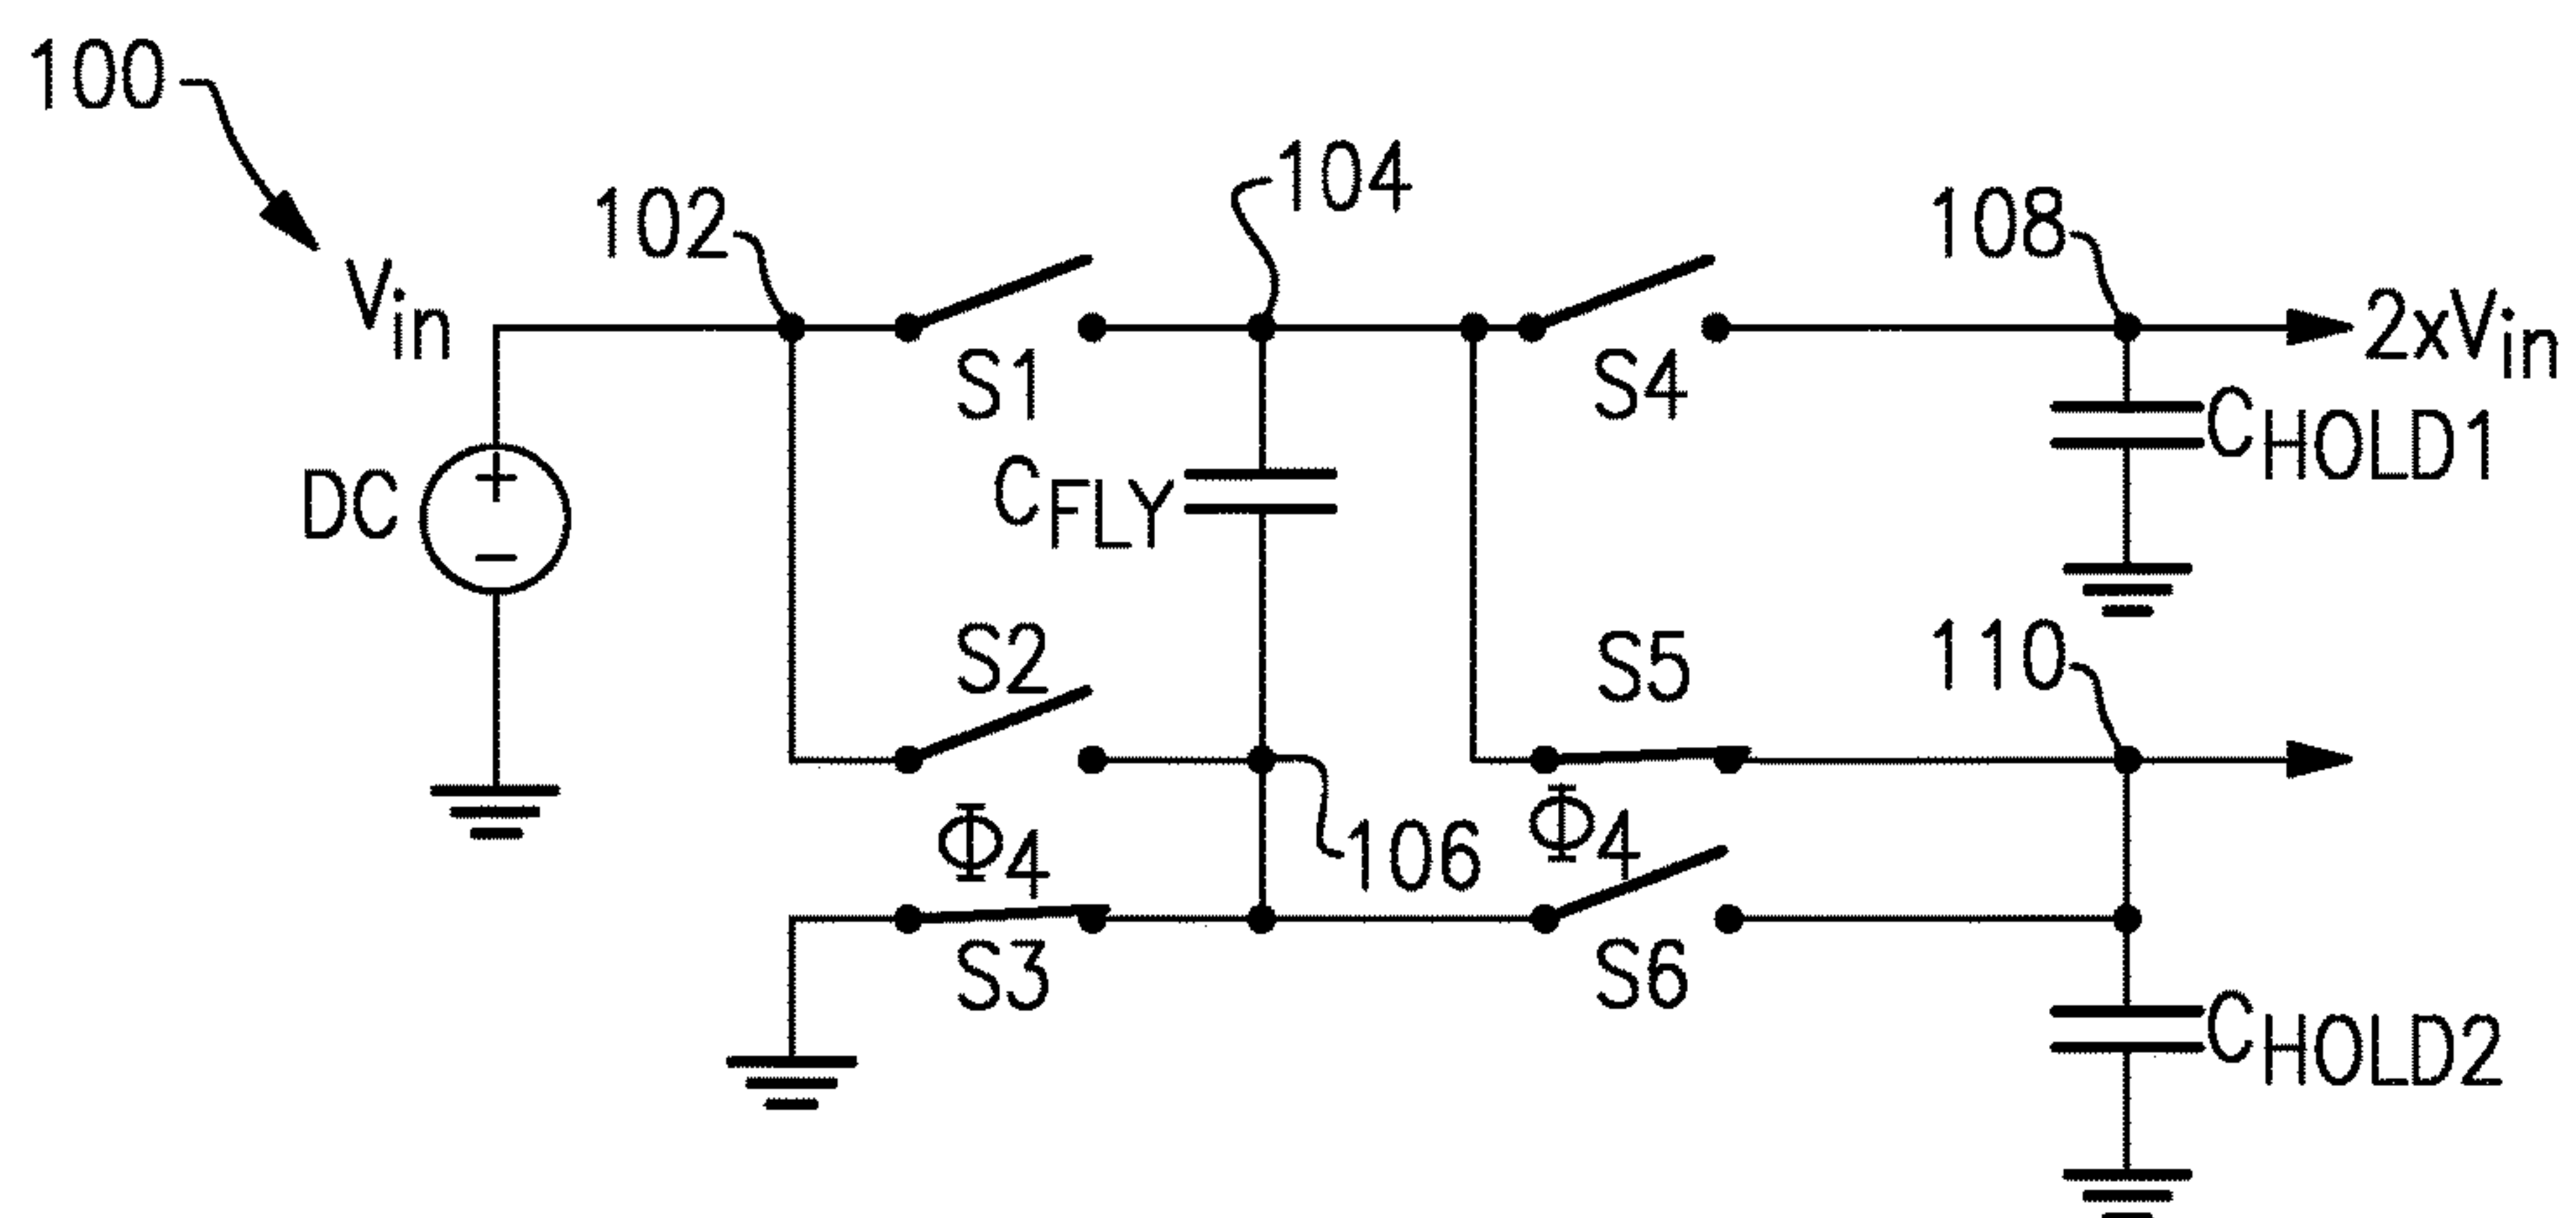 100
104
102
108
Vin
2xVin
S1
S4
CHOLD1
DC
+
−
CFLY
S2
S5
110
Φ4
Φ4
106
S3
S6
CHOLD2